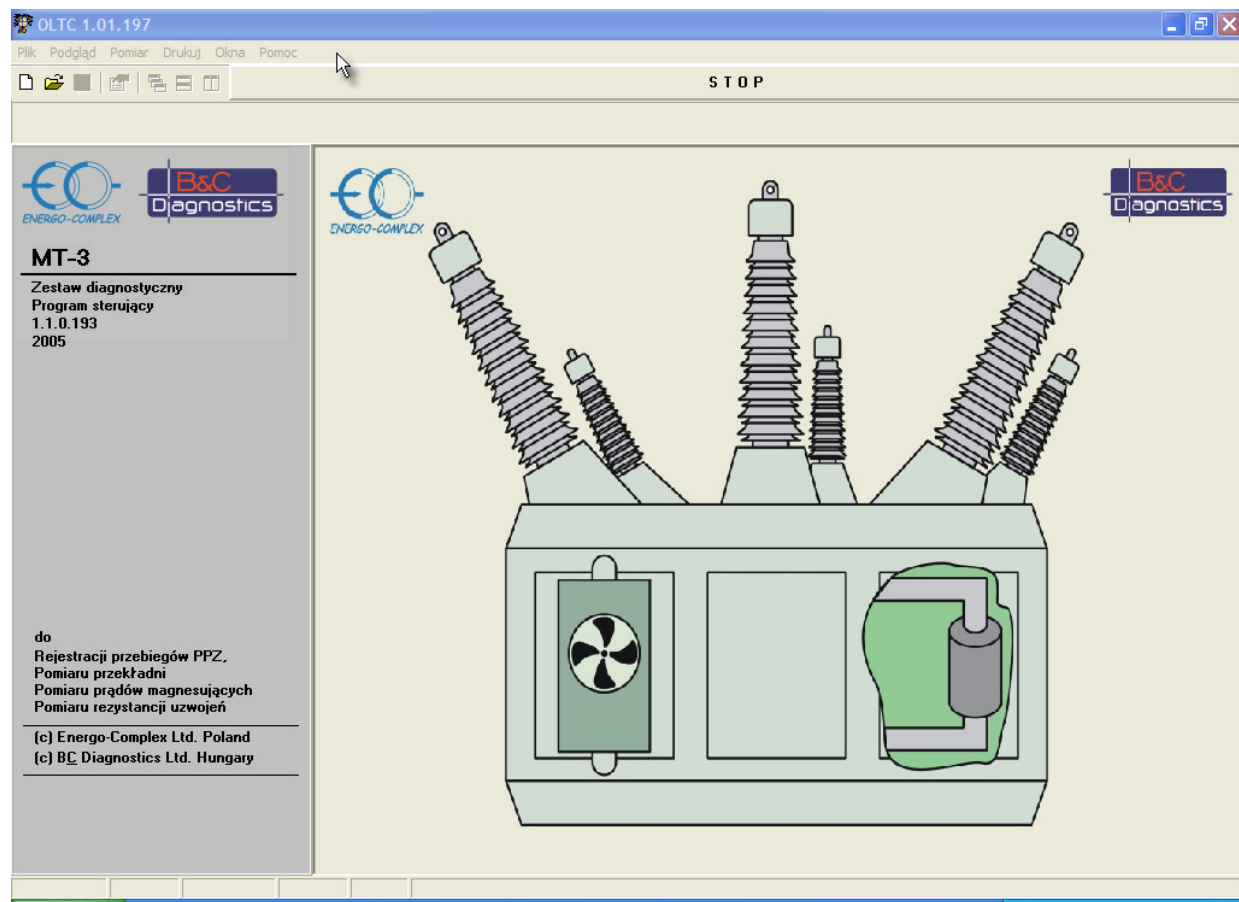 OLTC 1.01.197
Plik Podgląd Pomiar Drukuj Okna Pomoc
STOP
ENERGO-COMPLEX
B&C
Diagnostics
MT-3
Zestaw diagnostyczny
Program sterujący
1.1.0.193
2005
do
Rejestracji przebiegów PPZ,
Pomiaru przekładni
Pomiaru prądów magnesujących
Pomiaru rezystancji uzwojeń
(c) Energo-Complex Ltd. Poland
(c) BC Diagnostics Ltd. Hungary
ENERGO-COMPLEX
B&C
Diagnostics